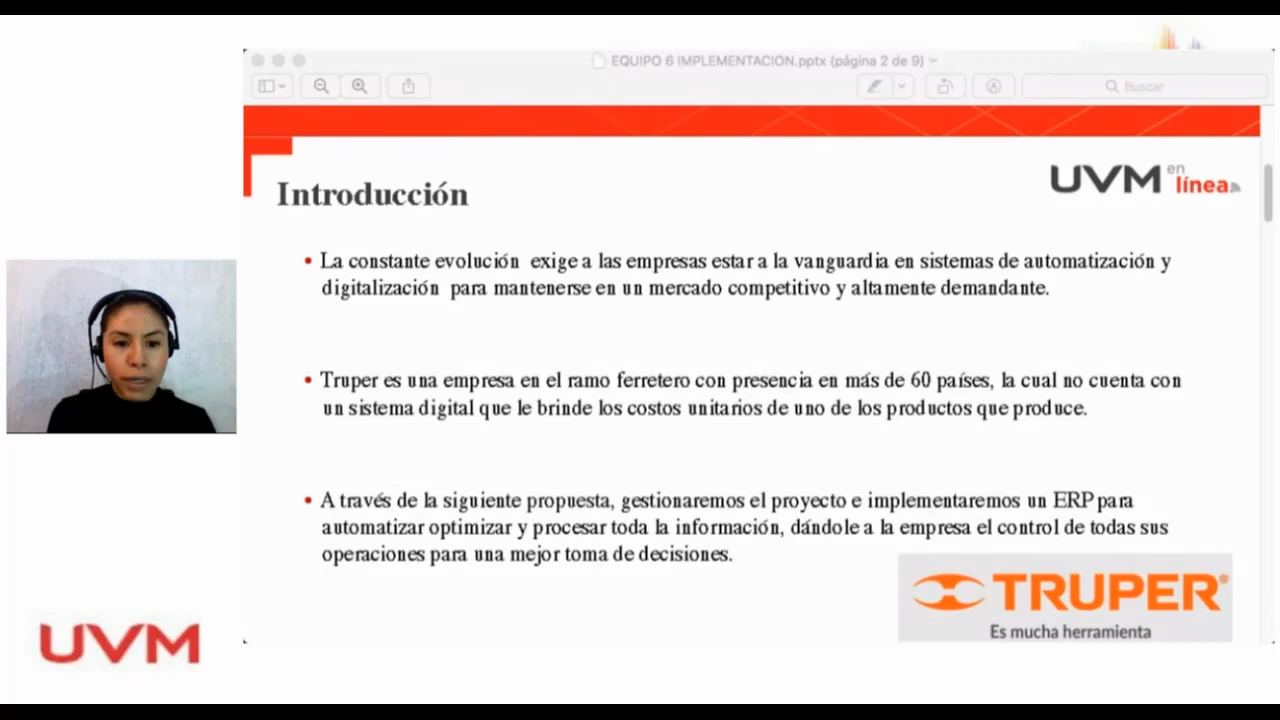 EQUIPO 6 IMPLEMENTACION.pptx (página 2 de 9)
Buscar
UVM en línea
Introducción
• La constante evolución exige a las empresas estar a la vanguardia en sistemas de automatización y
digitalización para mantenerse en un mercado competitivo y altamente demandante.
• Truper es una empresa en el ramo ferretero con presencia en más de 60 países, la cual no cuenta con
un sistema digital que le brinde los costos unitarios de uno de los productos que produce.
• A través de la siguiente propuesta, gestionaremos el proyecto e implementaremos un ERP para
automatizar optimizar y procesar toda la información, dándole a la empresa el control de todas sus
operaciones para una mejor toma de decisiones.
TRUPER®
Es mucha herramienta
UVM